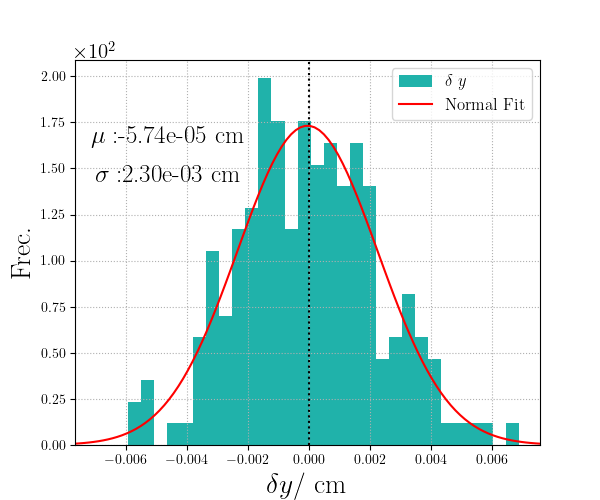 ×10²
2.00
1.75
1.50
1.25
1.00
0.75
0.50
0.25
0.00
Frec.
μ :-5.74e-05 cm
σ :2.30e-03 cm
δ y
Normal Fit
−0.006 −0.004 −0.002 0.000 0.002 0.004 0.006
δy/ cm